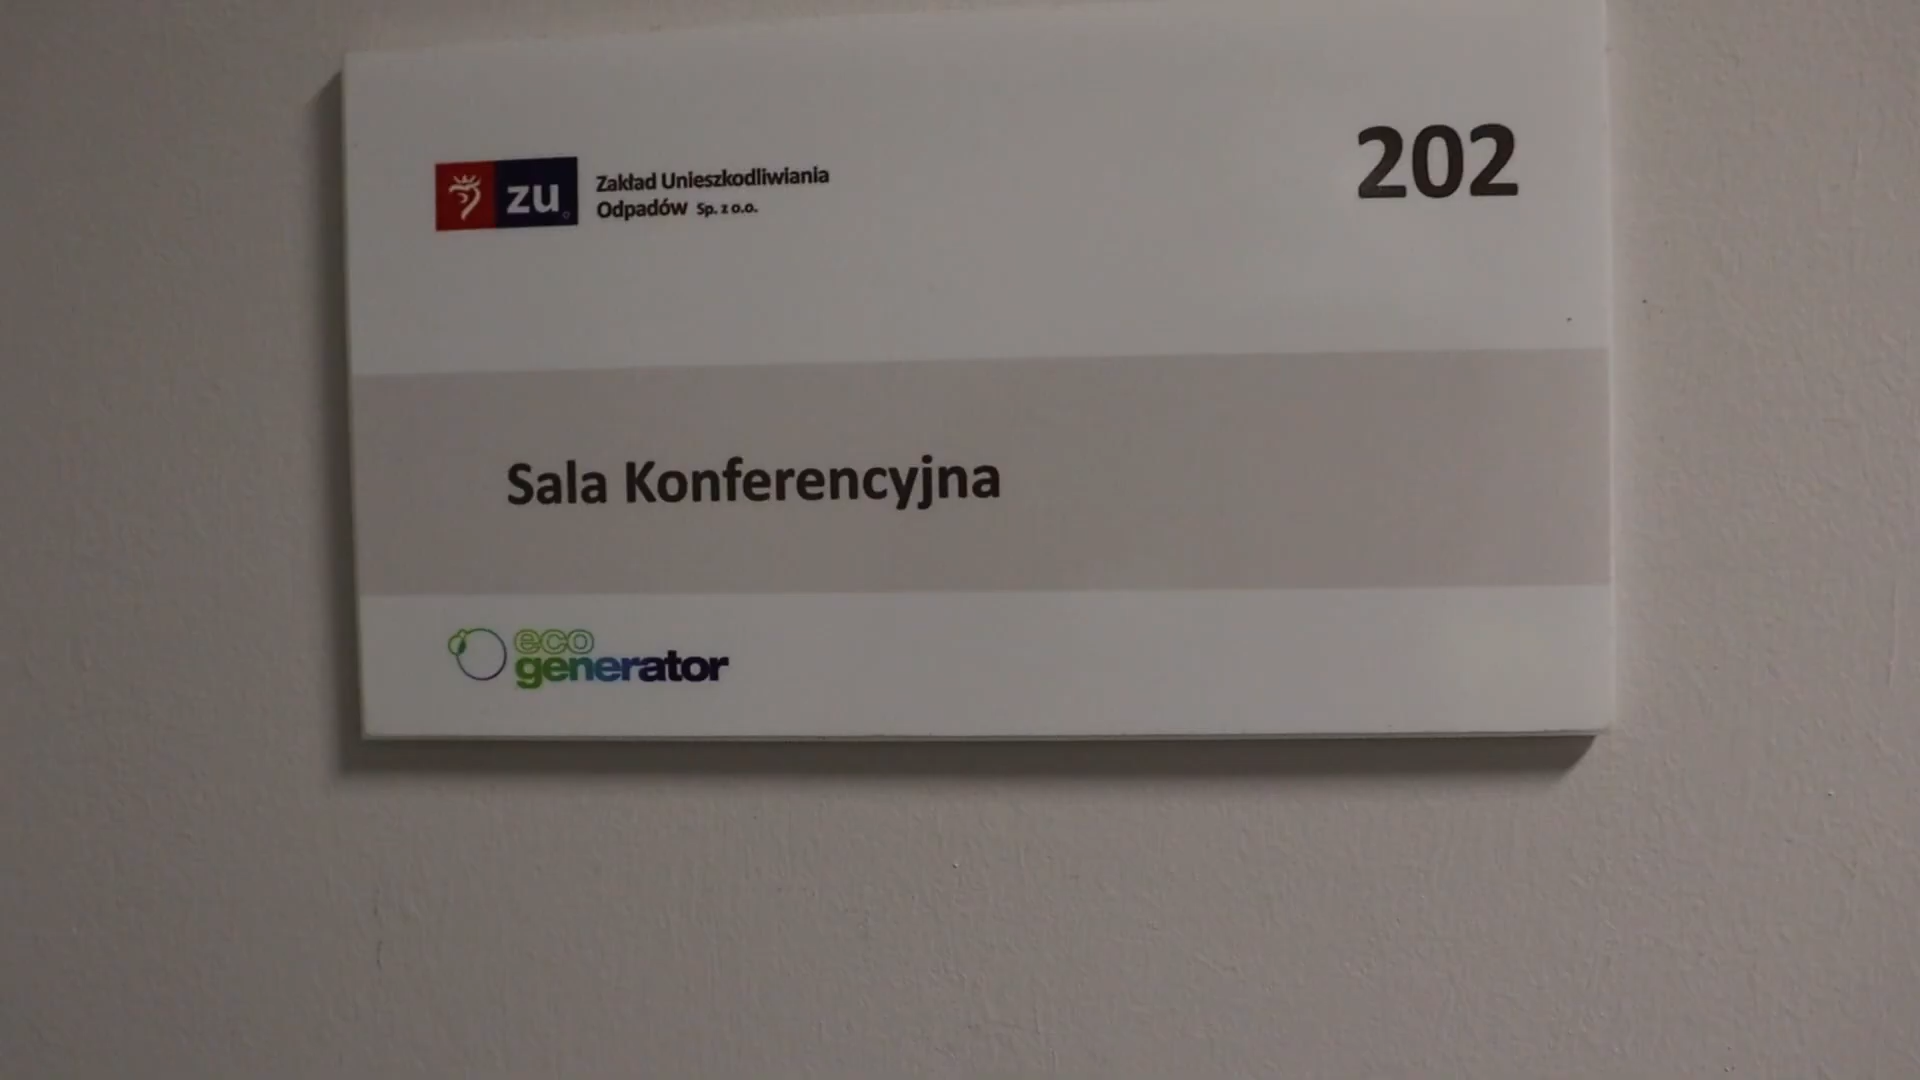 zu
Zakład Unieszkodliwiania
Odpadów Sp. z o.o.
202
Sala Konferencyjna
eco
generator